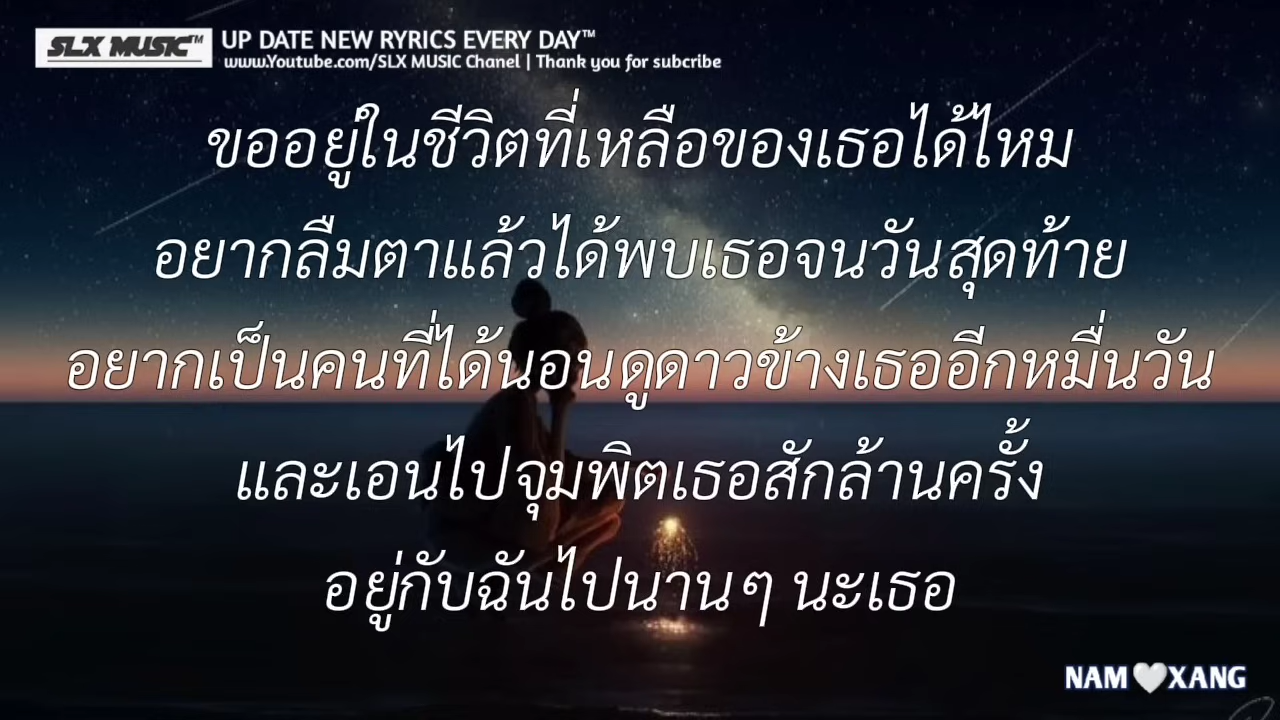 SLX MUSIC™
UP DATE NEW RYRICS EVERY DAY™
www.Youtube.com/SLX MUSIC Chanel | Thank you for subcribe
ขออยู่ในชีวิตที่เหลือของเธอได้ไหม
อยากลืมตาแล้วได้พบเธอจนวันสุดท้าย
อยากเป็นคนที่ได้นอนดูดาวข้างเธออีกหมื่นวัน
และเอนไปจุมพิตเธอสักล้านครั้ง
อยู่กับฉันไปนานๆ นะเธอ
NAM🤍XANG